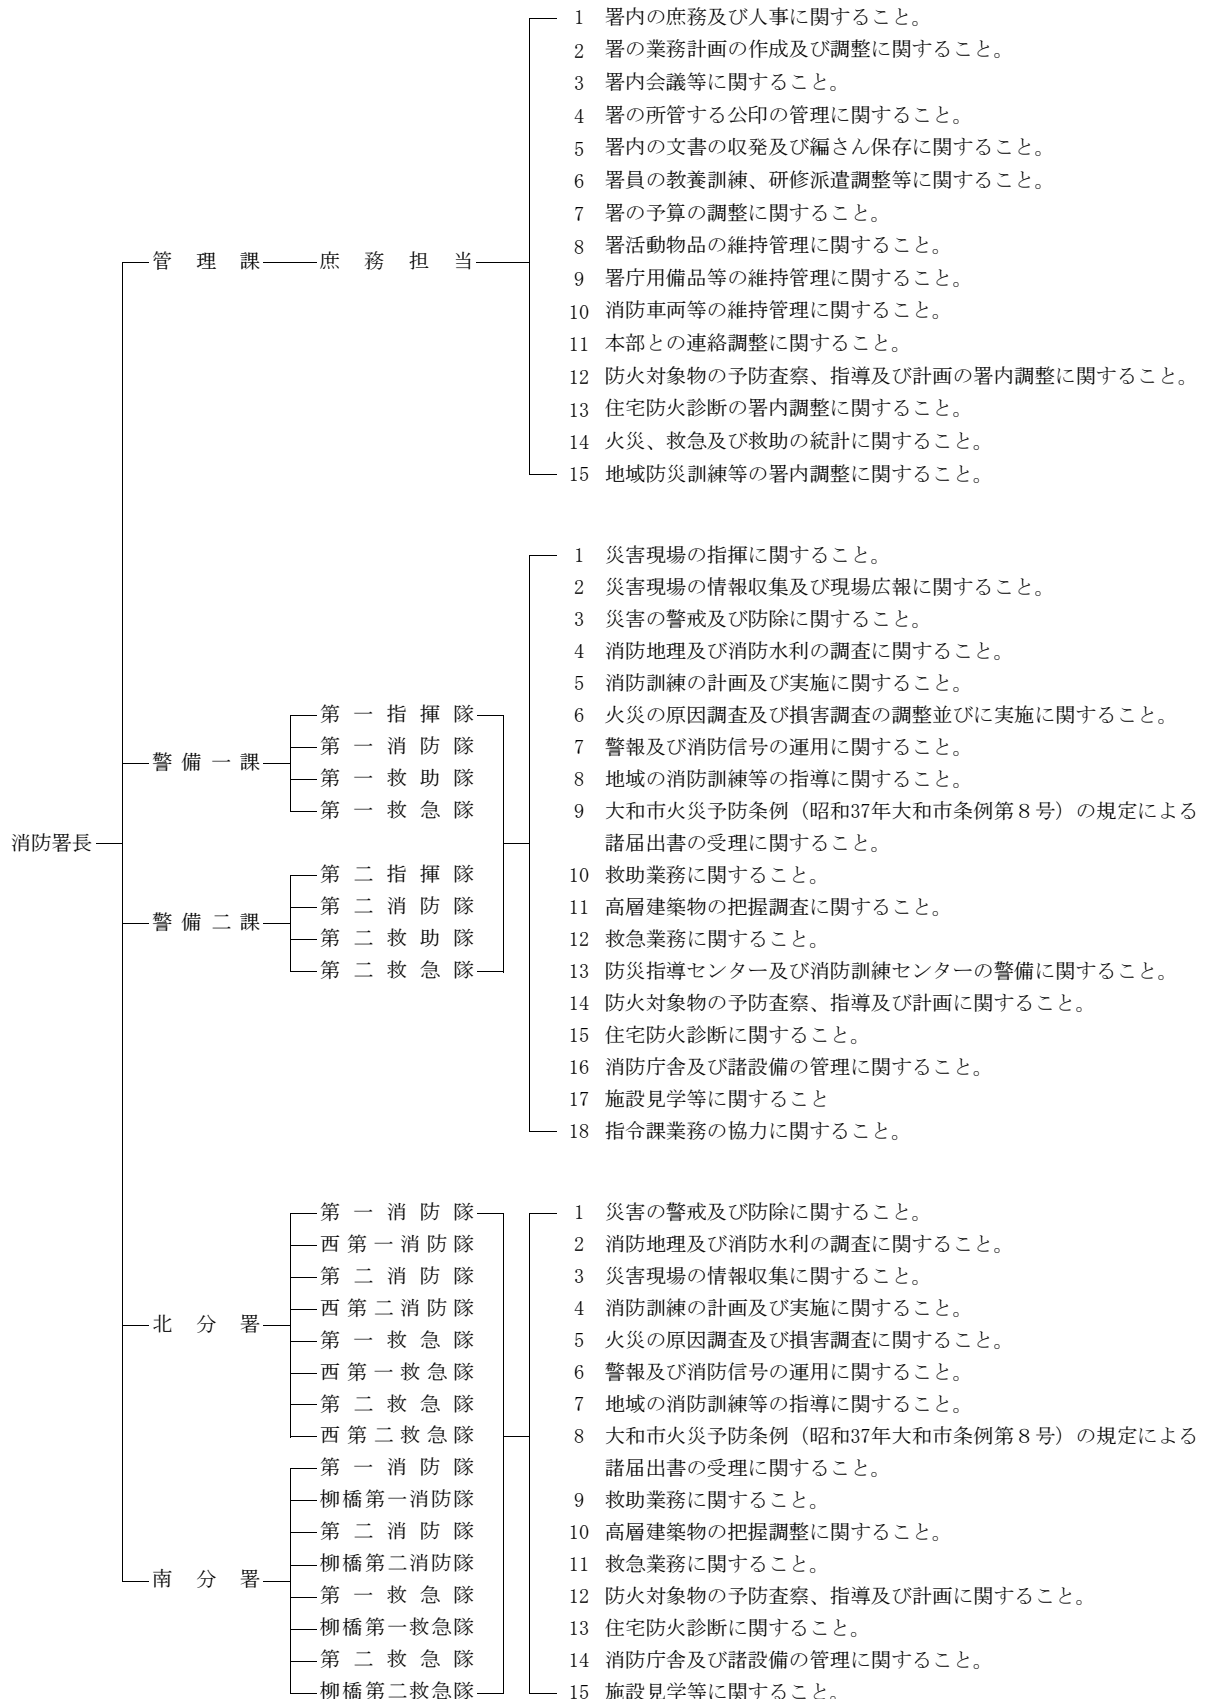 消防署長
管理課
庶務担当
1 署内の庶務及び人事に関すること。
2 署の業務計画の作成及び調整に関すること。
3 署内会議等に関すること。
4 署の所管する公印の管理に関すること。
5 署内の文書の収発及び編さん保存に関すること。
6 署員の教養訓練、研修派遣調整等に関すること。
7 署の予算の調整に関すること。
8 署活動物品の維持管理に関すること。
9 署庁用備品等の維持管理に関すること。
10 消防車両等の維持管理に関すること。
11 本部との連絡調整に関すること。
12 防火対象物の予防査察、指導及び計画の署内調整に関すること。
13 住宅防火診断の署内調整に関すること。
14 火災、救急及び救助の統計に関すること。
15 地域防災訓練等の署内調整に関すること。
警備一課
第一指揮隊
第一消防隊
第一救助隊
第一救急隊
警備二課
第二指揮隊
第二消防隊
第二救助隊
第二救急隊
1 災害現場の指揮に関すること。
2 災害現場の情報収集及び現場広報に関すること。
3 災害の警戒及び防除に関すること。
4 消防地理及び消防水利の調査に関すること。
5 消防訓練の計画及び実施に関すること。
6 火災の原因調査及び損害調査の調整並びに実施に関すること。
7 警報及び消防信号の運用に関すること。
8 地域の消防訓練等の指導に関すること。
9 大和市火災予防条例（昭和37年大和市条例第８号）の規定による
諸届出書の受理に関すること。
10 救助業務に関すること。
11 高層建築物の把握調査に関すること。
12 救急業務に関すること。
13 防災指導センター及び消防訓練センターの警備に関すること。
14 防火対象物の予防査察、指導及び計画に関すること。
15 住宅防火診断に関すること。
16 消防庁舎及び諸設備の管理に関すること。
17 施設見学等に関すること
18 指令課業務の協力に関すること。
北分署
第一消防隊
西第一消防隊
第二消防隊
西第二消防隊
第一救急隊
西第一救急隊
第二救急隊
西第二救急隊
南分署
第一消防隊
柳橋第一消防隊
第二消防隊
柳橋第二消防隊
第一救急隊
柳橋第一救急隊
第二救急隊
柳橋第二救急隊
1 災害の警戒及び防除に関すること。
2 消防地理及び消防水利の調査に関すること。
3 災害現場の情報収集に関すること。
4 消防訓練の計画及び実施に関すること。
5 火災の原因調査及び損害調査に関すること。
6 警報及び消防信号の運用に関すること。
7 地域の消防訓練等の指導に関すること。
8 大和市火災予防条例（昭和37年大和市条例第８号）の規定による
諸届出書の受理に関すること。
9 救助業務に関すること。
10 高層建築物の把握調整に関すること。
11 救急業務に関すること。
12 防火対象物の予防査察、指導及び計画に関すること。
13 住宅防火診断に関すること。
14 消防庁舎及び諸設備の管理に関すること。
15 施設見学等に関すること。